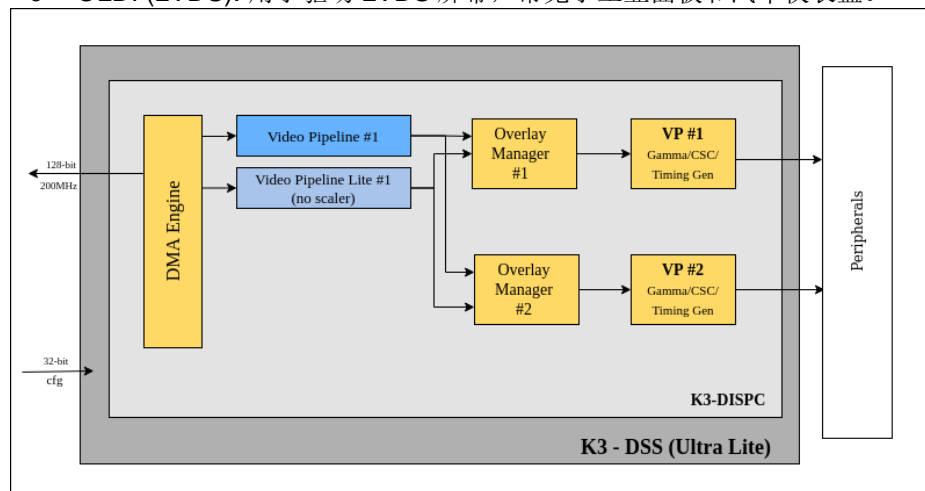 128-bit
200MHz
32-bit
cfg
DMA Engine
Video Pipeline #1
Video Pipeline Lite #1
(no scaler)
Overlay
Manager
#1
VP #1
Gamma/CSC/
Timing Gen
Overlay
Manager
#2
VP #2
Gamma/CSC/
Timing Gen
K3-DISPC
K3 - DSS (Ultra Lite)
Peripherals